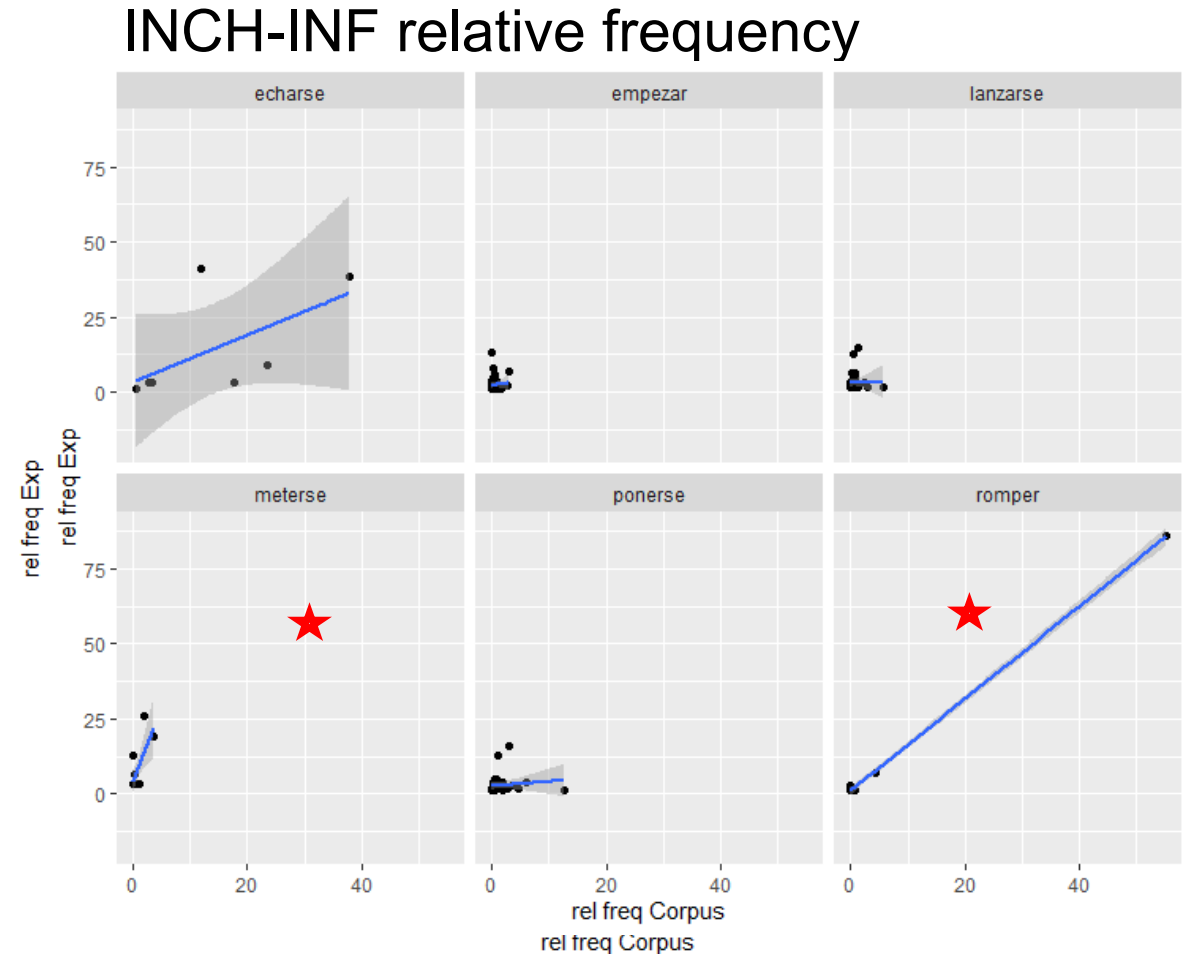 INCH-INF relative frequency
echarse empezar lanzarse
75
50
25
0
rel freq Exp
rel freq Exp
meterse ponerse romper
75
50
25
0
0 20 40 0 20 40 0 20 40
rel freq Corpus
rel freq Corpus